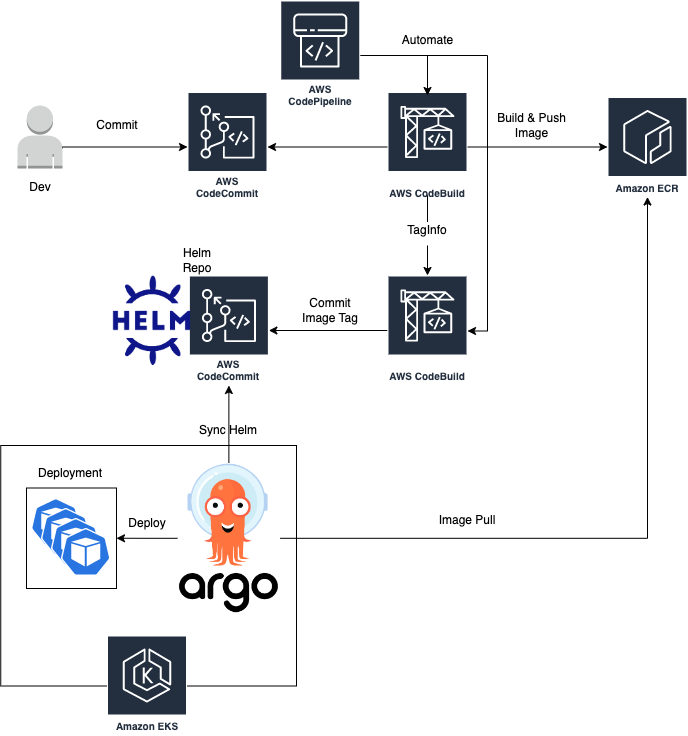 Automate
AWS
CodePipeline
Commit
Build & Push
Image
Dev
AWS
CodeCommit
AWS CodeBuild
Amazon ECR
TagInfo
Helm
Repo
HELM
Commit
Image Tag
AWS
CodeCommit
AWS CodeBuild
Sync Helm
Deployment
Deploy
Image Pull
argo
K
Amazon EKS